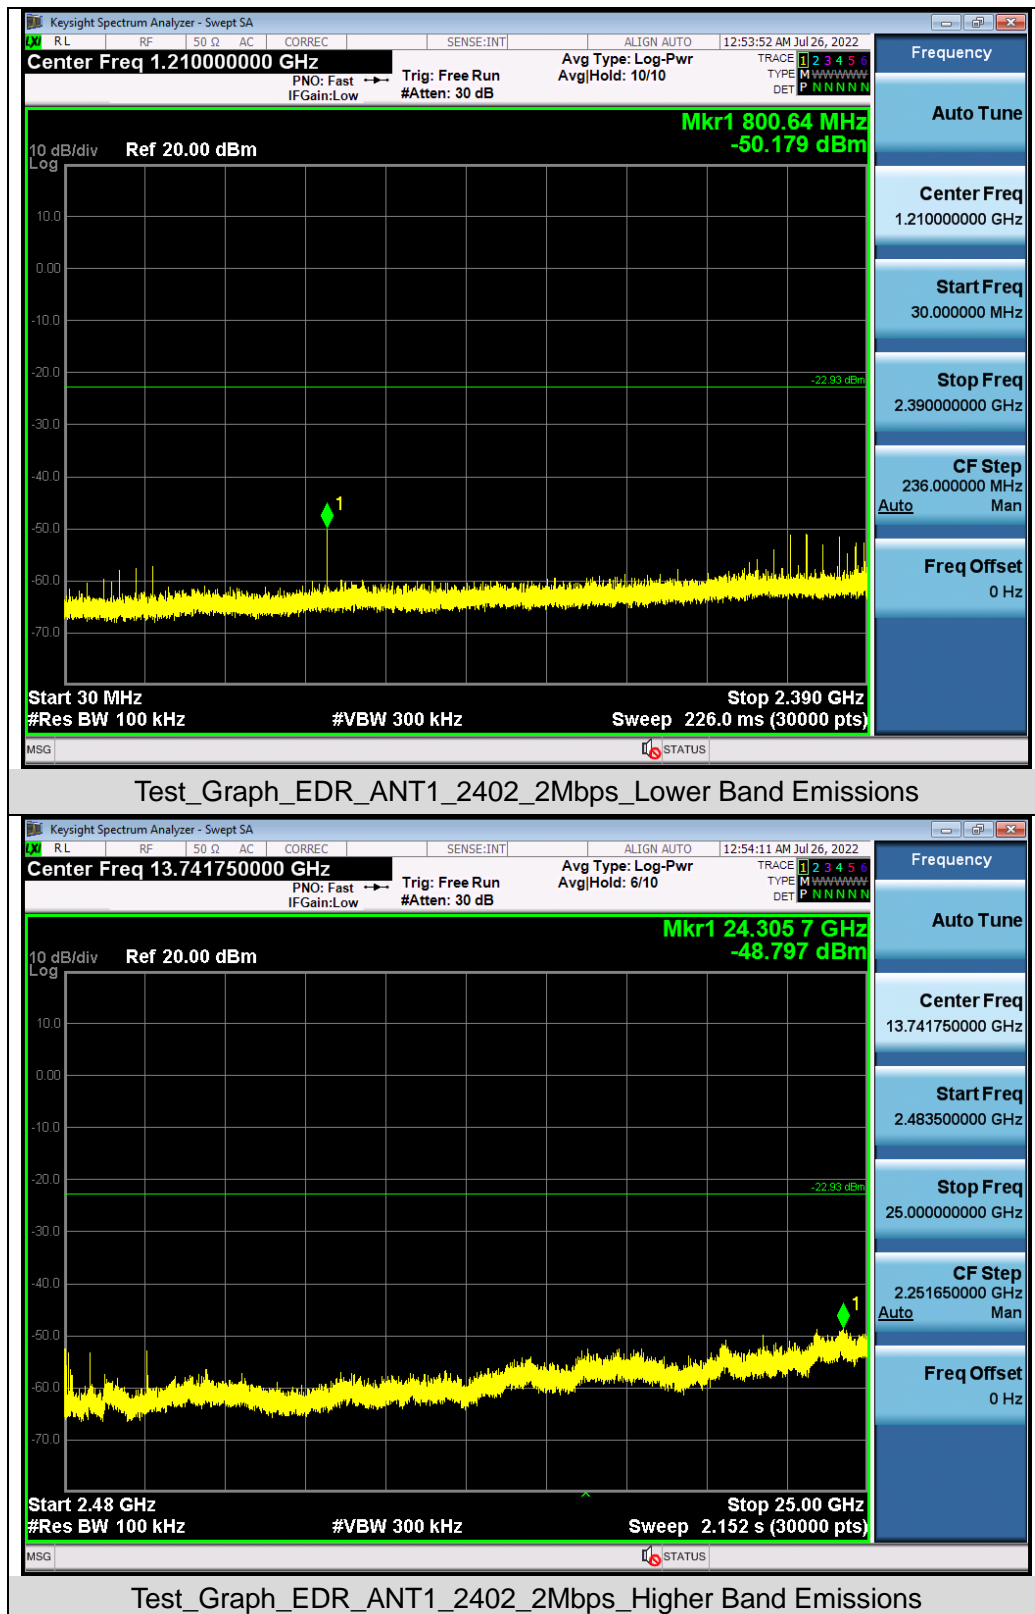 Keysight Spectrum Analyzer - Swept SA
LXI RL RF 50 Ω AC CORREC SENSE:INT ALIGN AUTO 12:53:52 AM Jul 26, 2022
Center Freq 1.210000000 GHz
PNO: Fast
IFGain:Low
Trig: Free Run
#Atten: 30 dB
Avg Type: Log-Pwr
Avg|Hold: 10/10
TRACE 1 2 3 4 5 6
TYPE M WWWWW
DET P N N N N N
Mkr1 800.64 MHz
-50.179 dBm
10 dB/div Ref 20.00 dBm
Log
10.0
0.00
-10.0
-20.0
-22.93 dBm
-30.0
-40.0
1
-50.0
-60.0
-70.0
Start 30 MHz Stop 2.390 GHz
#Res BW 100 kHz #VBW 300 kHz Sweep 226.0 ms (30000 pts)
MSG STATUS
Frequency
Auto Tune
Center Freq
1.210000000 GHz
Start Freq
30.000000 MHz
Stop Freq
2.390000000 GHz
CF Step
236.000000 MHz
Auto Man
Freq Offset
0 Hz
Test_Graph_EDR_ANT1_2402_2Mbps_Lower Band Emissions
Keysight Spectrum Analyzer - Swept SA
LXI RL RF 50 Ω AC CORREC SENSE:INT ALIGN AUTO 12:54:11 AM Jul 26, 2022
Center Freq 13.741750000 GHz
PNO: Fast
IFGain:Low
Trig: Free Run
#Atten: 30 dB
Avg Type: Log-Pwr
Avg|Hold: 6/10
TRACE 1 2 3 4 5 6
TYPE M WWWWW
DET P N N N N N
Mkr1 24.305 7 GHz
-48.797 dBm
10 dB/div Ref 20.00 dBm
Log
10.0
0.00
-10.0
-20.0
-22.93 dBm
-30.0
-40.0
1
-50.0
-60.0
-70.0
Start 2.48 GHz Stop 25.00 GHz
#Res BW 100 kHz #VBW 300 kHz Sweep 2.152 s (30000 pts)
MSG STATUS
Frequency
Auto Tune
Center Freq
13.741750000 GHz
Start Freq
2.483500000 GHz
Stop Freq
25.000000000 GHz
CF Step
2.251650000 GHz
Auto Man
Freq Offset
0 Hz
Test_Graph_EDR_ANT1_2402_2Mbps_Higher Band Emissions